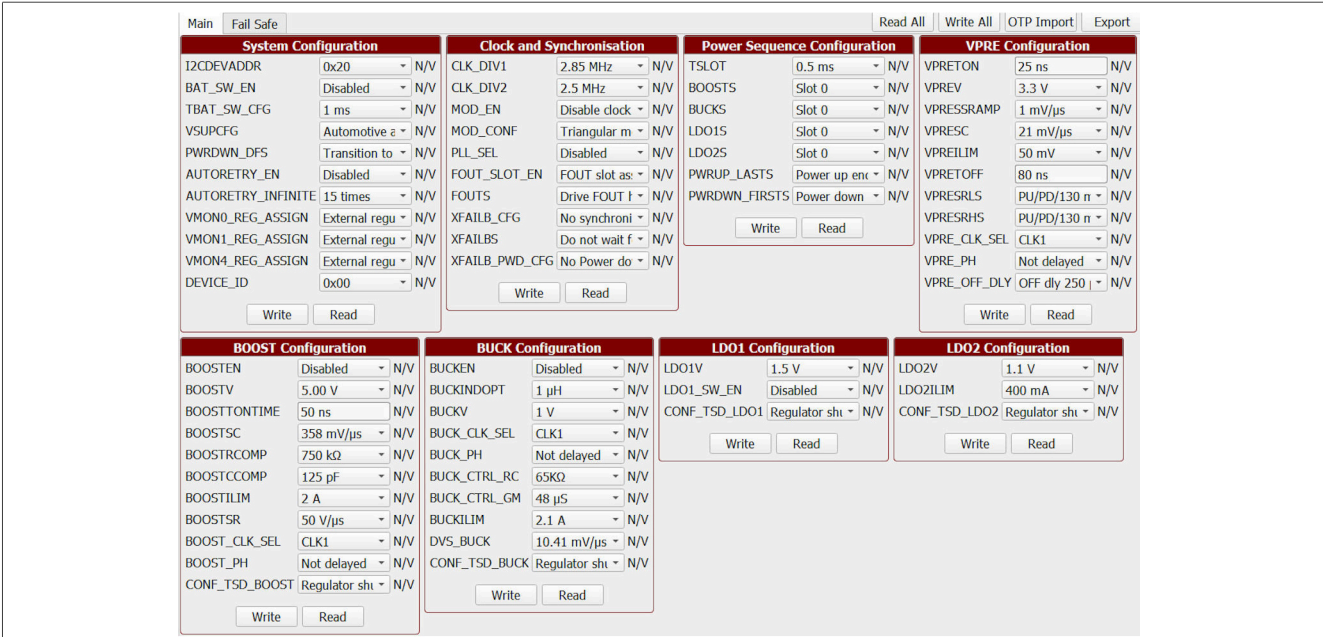 Main Fail Safe Read All Write All OTP Import Export
System Configuration
I2CDEVADDR 0x20 N/V
BAT_SW_EN Disabled N/V
TBAT_SW_CFG 1 ms N/V
VSUPCFG Automotive a N/V
PWRDWN_DFS Transition to N/V
AUTORETRY_EN Disabled N/V
AUTORETRY_INFINITE 15 times N/V
VMON0_REG_ASSIGN External regu N/V
VMON1_REG_ASSIGN External regu N/V
VMON4_REG_ASSIGN External regu N/V
DEVICE_ID 0x00 N/V
Write Read
Clock and Synchronisation
CLK_DIV1 2.85 MHz N/V
CLK_DIV2 2.5 MHz N/V
MOD_EN Disable clock N/V
MOD_CONF Triangular m N/V
PLL_SEL Disabled N/V
FOUT_SLOT_EN FOUT slot as N/V
FOUTS Drive FOUT N/V
XFAILB_CFG No synchroni N/V
XFAILBS Do not wait f N/V
XFAILB_PWD_CFG No Power do N/V
Write Read
Power Sequence Configuration
TSLOT 0.5 ms N/V
BOOSTS Slot 0 N/V
BUCKS Slot 0 N/V
LDO1S Slot 0 N/V
LDO2S Slot 0 N/V
PWRUP_LASTS Power up enc N/V
PWRDWN_FIRSTS Power down N/V
Write Read
VPRE Configuration
VPRETON 25 ns N/V
VPREV 3.3 V N/V
VPRESSRAMP 1 mV/µs N/V
VPRESC 21 mV/µs N/V
VPREILIM 50 mV N/V
VPRETOFF 80 ns N/V
VPRESRLS PU/PD/130 n N/V
VPRESRHS PU/PD/130 n N/V
VPRE_CLK_SEL CLK1 N/V
VPRE_PH Not delayed N/V
VPRE_OFF_DLY OFF dly 250 N/V
Write Read
BOOST Configuration
BOOSTEN Disabled N/V
BOOSTV 5.00 V N/V
BOOSTTONTIME 50 ns N/V
BOOSTSC 358 mV/µs N/V
BOOSTRCOMP 750 kΩ N/V
BOOSTCCOMP 125 pF N/V
BOOSTILIM 2 A N/V
BOOSTSR 50 V/µs N/V
BOOST_CLK_SEL CLK1 N/V
BOOST_PH Not delayed N/V
CONF_TSD_BOOST Regulator shu N/V
Write Read
BUCK Configuration
BUCKEN Disabled N/V
BUCKINDOPT 1 µH N/V
BUCKV 1 V N/V
BUCK_CLK_SEL CLK1 N/V
BUCK_PH Not delayed N/V
BUCK_CTRL_RC 65KΩ N/V
BUCK_CTRL_GM 48 µS N/V
BUCKILIM 2.1 A N/V
DVS_BUCK 10.41 mV/µs N/V
CONF_TSD_BUCK Regulator shu N/V
Write Read
LDO1 Configuration
LDO1V 1.5 V N/V
LDO1_SW_EN Disabled N/V
CONF_TSD_LDO1 Regulator shu N/V
Write Read
LDO2 Configuration
LDO2V 1.1 V N/V
LDO2ILIM 400 mA N/V
CONF_TSD_LDO2 Regulator shu N/V
Write Read